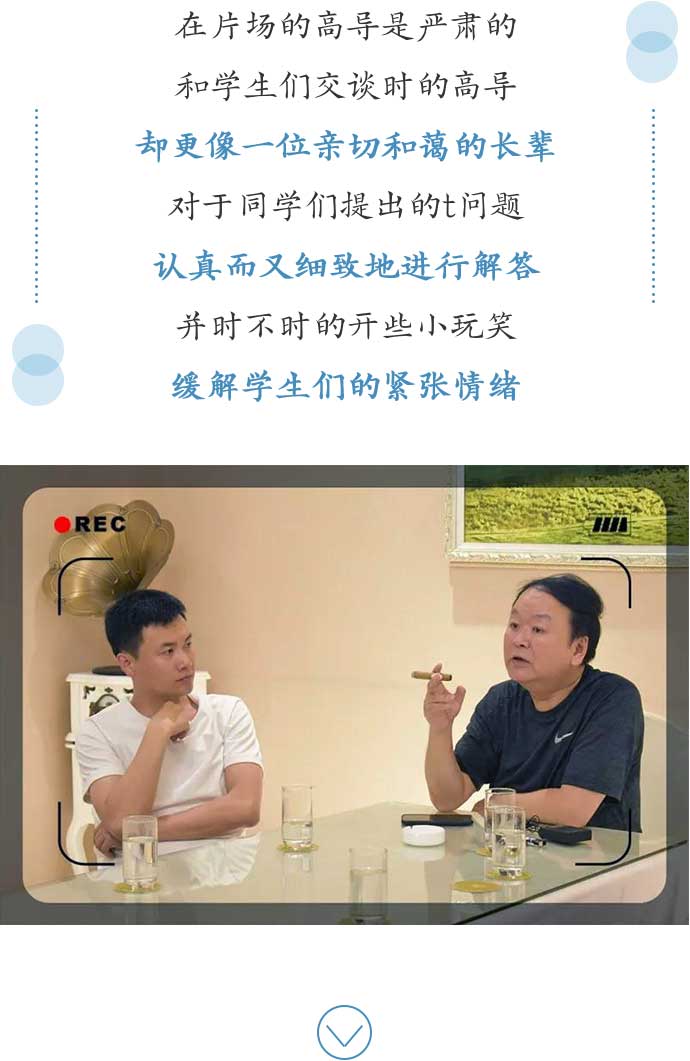 在片场的高导是严肃的
和学生们交谈时的高导
却更像一位亲切和蔼的长辈
对于同学们提出的t问题
认真而又细致地进行解答
并时不时的开些小玩笑
缓解学生们的紧张情绪
REC